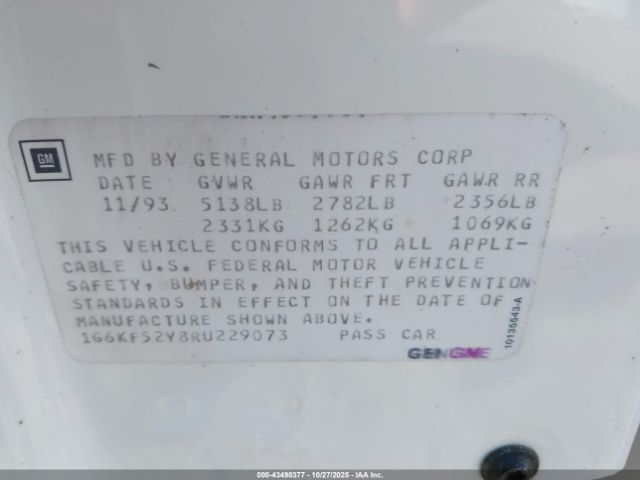 GM
MFD BY GENERAL MOTORS CORP
DATE GVWR GAWR FRT GAWR RR
11/93 5138LB 2782LB 2356LB
2331KG 1262KG 1069KG
THIS VEHICLE CONFORMS TO ALL APPLI-
CABLE U.S. FEDERAL MOTOR VEHICLE
SAFETY, BUMPER, AND THEFT PREVENTION
STANDARDS IN EFFECT ON THE DATE OF
MANUFACTURE SHOWN ABOVE.
1G6KF52Y8RU229073 PASS CAR
10135543-A
000-43498377 - 10/27/2025 - IAA Inc.